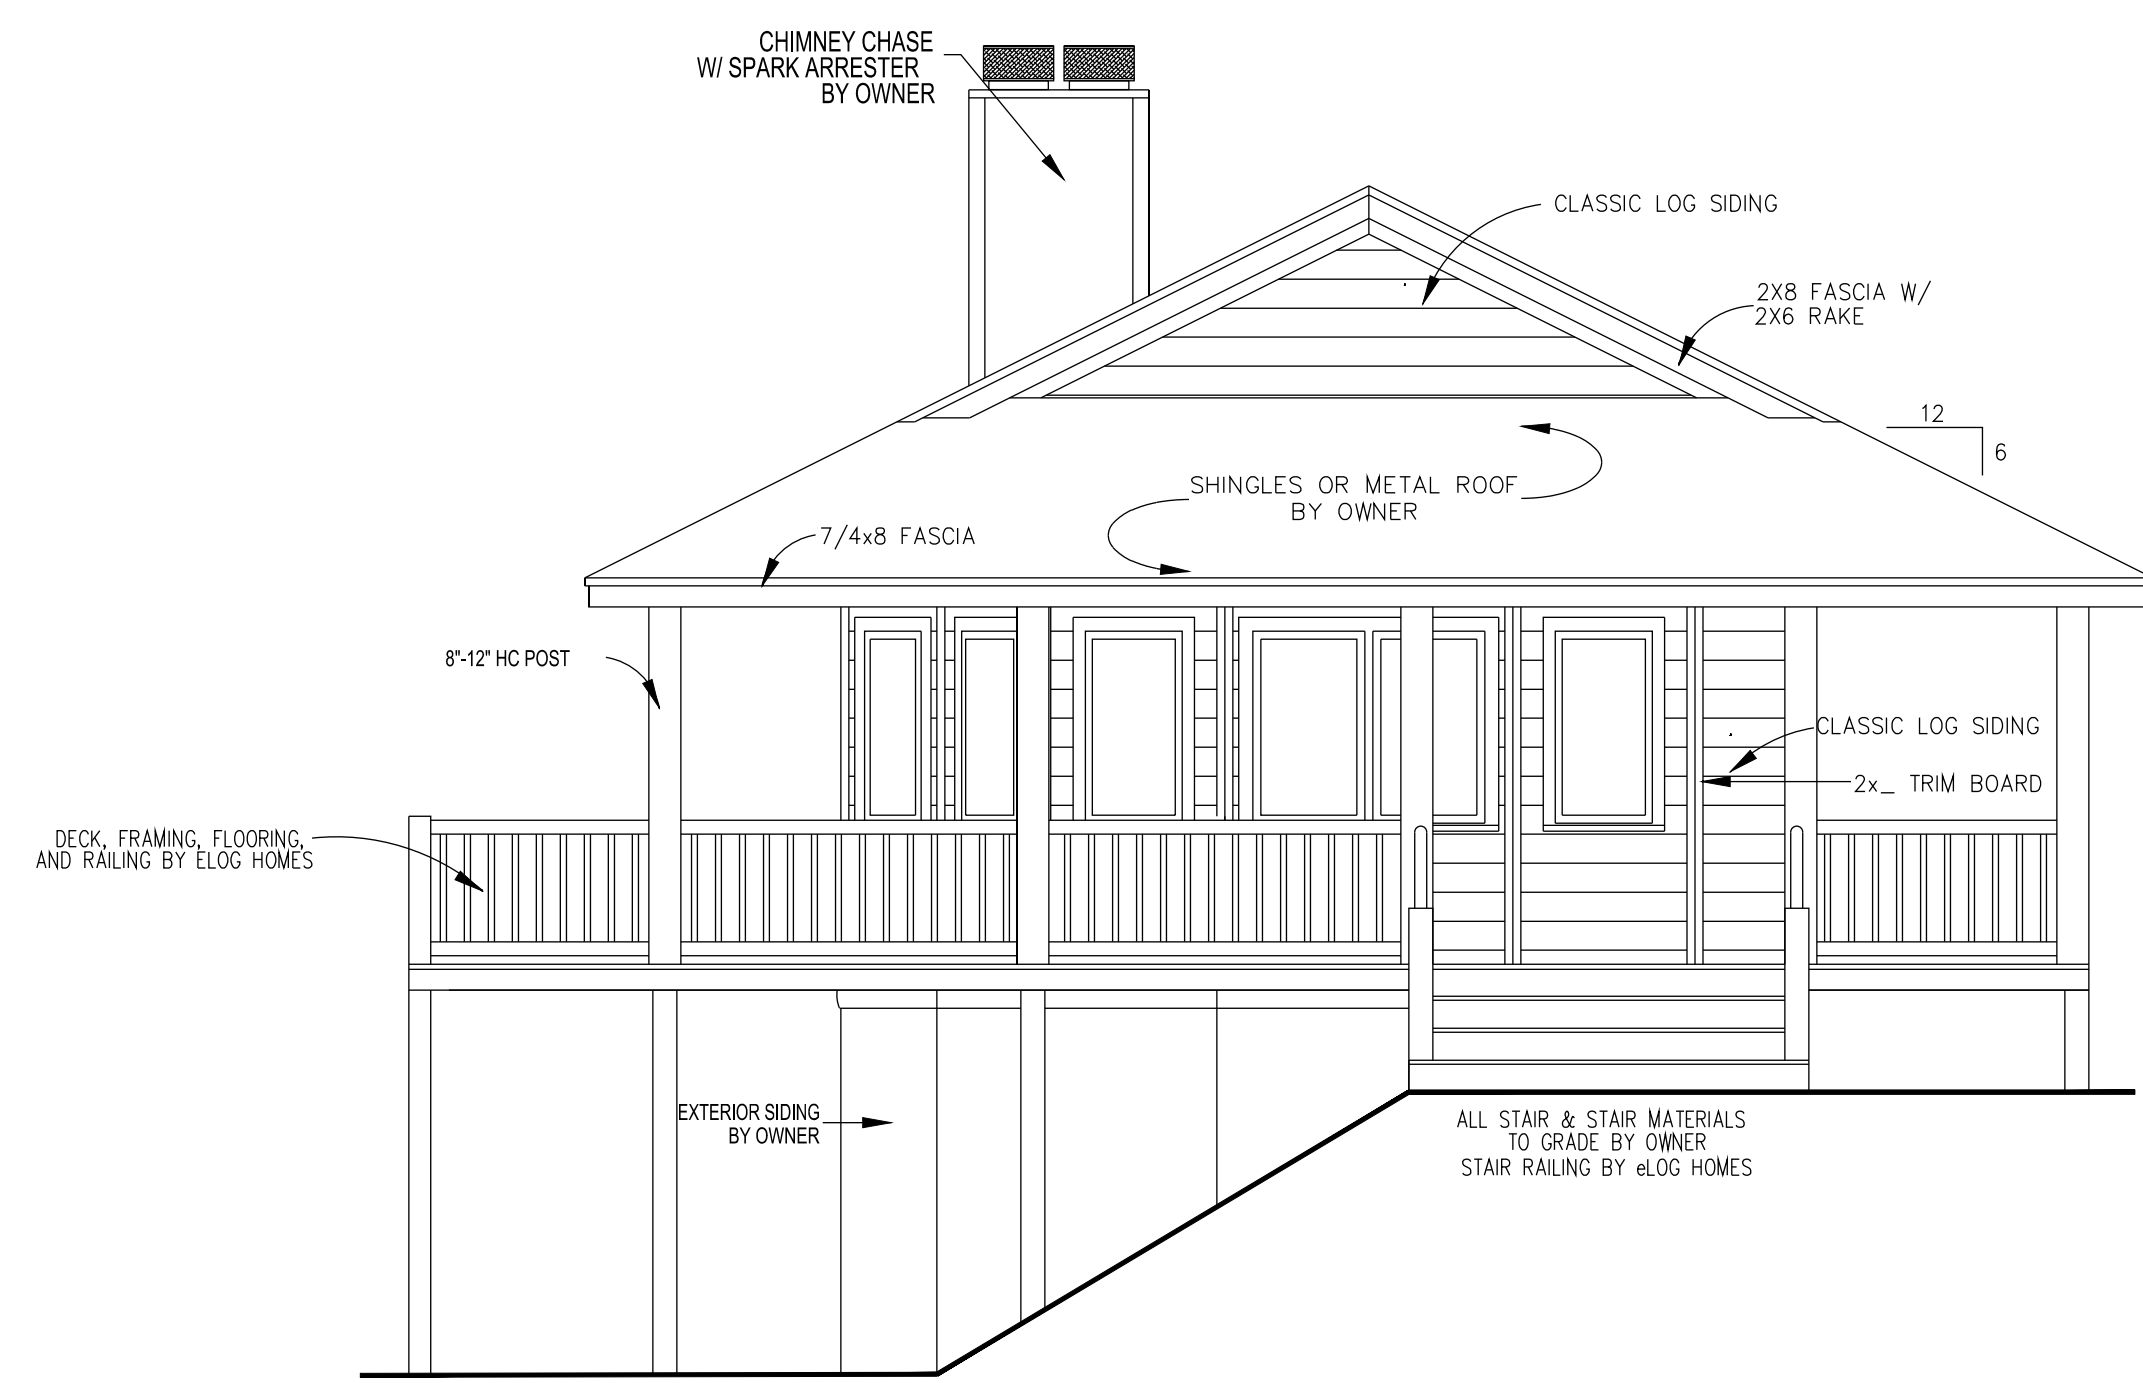 CHIMNEY CHASE
W/ SPARK ARRESTER
BY OWNER
CLASSIC LOG SIDING
2X8 FASCIA W/
2X6 RAKE
12
6
SHINGLES OR METAL ROOF
BY OWNER
7/4x8 FASCIA
8"-12" HC POST
CLASSIC LOG SIDING
2x_ TRIM BOARD
DECK, FRAMING, FLOORING,
AND RAILING BY ELOG HOMES
EXTERIOR SIDING
BY OWNER
ALL STAIR & STAIR MATERIALS
TO GRADE BY OWNER
STAIR RAILING BY eLOG HOMES